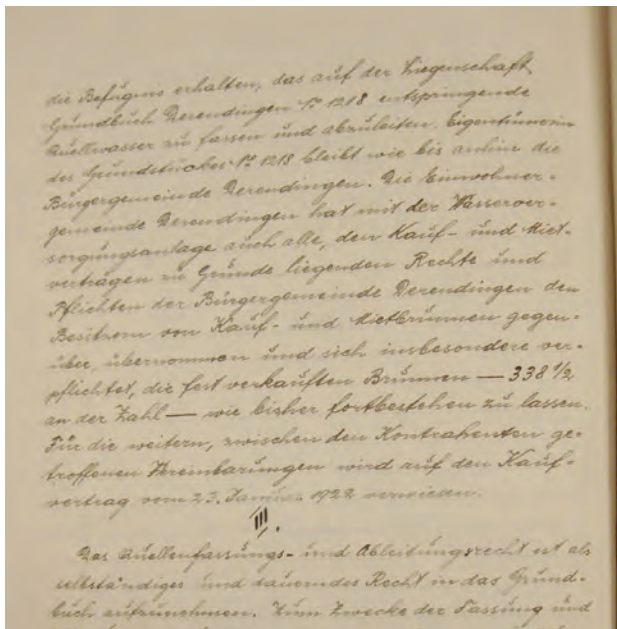 die Befugnis erhalten, das auf der Liegenschaft
Grundbuch Derendingen № 1218 entspringende
Quellwasser zu fassen und abzuleiten. Eigentümerin
des Grundstückes № 1218 bleibt wie bis anhin die
Bürgergemeinde Derendingen. Die Einwohner-
gemeinde Derendingen hat mit der Wasserver-
sorgungsanlage auch alle, den Kauf- und Miet-
verträgen zu Grunde liegenden Rechte und
Pflichten der Bürgergemeinde Derendingen den
Besitzern von Kauf- und Mietbrunnen gegen-
über, übernommen und sich insbesondere ver-
pflichtet, die fest verkauften Brunnen — 338 1/2
an der Zahl — wie bisher fortbestehen zu lassen.
Für die weitern, zwischen den Kontrahenten ge-
troffenen Vereinbarungen wird auf den Kauf-
vertrag vom 23. Januar 1922 verwiesen.
III.
Das Quellenfassungs- und Ableitungsrecht ist als
selbständiges und dauerndes Recht in das Grund-
buch aufzunehmen. Zum Zwecke der Fassung und